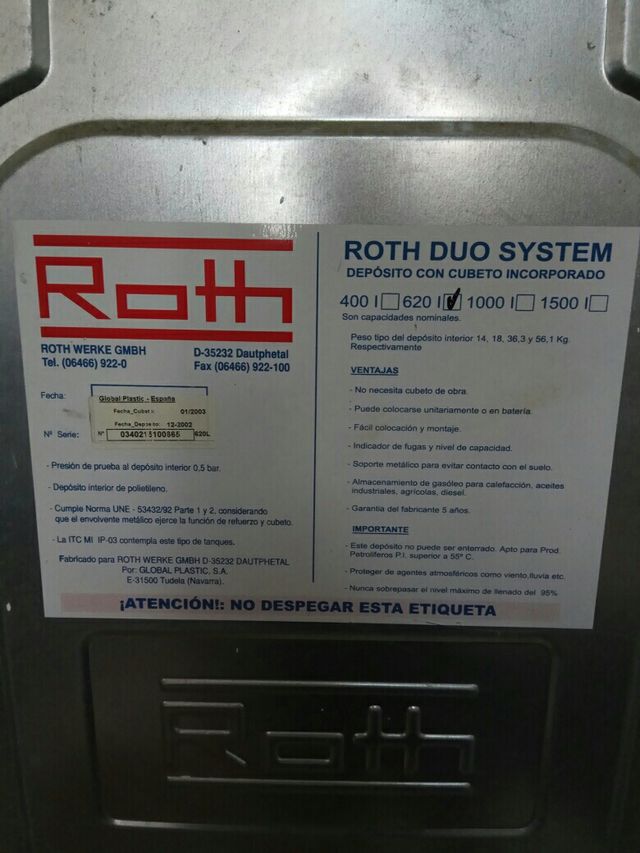 Roth
ROTH WERKE GMBH
Tel. (06466) 922-0
D-35232 Dautphetal
Fax (06466) 922-100
Fecha:
Global Plastic - España
Fecha_Cubeto:
01/2003
Fecha_Deposito:
12-2002
Nº Serie:
Nº
620L
- Presión de prueba al depósito interior 0,5 bar.
- Depósito interior de polietileno.
- Cumple Norma UNE - 53432/92 Parte 1 y 2, considerando
que el envolvente metálico ejerce la función de refuerzo y cubeto.
- La ITC MI IP-03 contempla este tipo de tanques.
Fabricado para ROTH WERKE GMBH D-35232 DAUTPHETAL
Por: GLOBAL PLASTIC, S.A.
E-31500 Tudela (Navarra).
ROTH DUO SYSTEM
DEPÓSITO CON CUBETO INCORPORADO
400 l 620 l 1000 l 1500 l
Son capacidades nominales.
Peso tipo del depósito interior 14, 18, 36,3 y 56,1 Kg.
Respectivamente
VENTAJAS
- No necesita cubeto de obra.
- Puede colocarse unitariamente o en batería.
- Fácil colocación y montaje.
- Indicador de fugas y nivel de capacidad.
- Soporte metálico para evitar contacto con el suelo.
- Almacenamiento de gasóleo para calefacción, aceites
industriales, agrícolas, diesel.
- Garantia del fabricante 5 años.
IMPORTANTE
- Este depósito no puede ser enterrado. Apto para Prod.
Petrolíferos P.I. superior a 55º C.
- Proteger de agentes atmosféricos como viento,lluvia etc.
- Nunca sobrepasar el nivel máximo de llenado del 95%
¡ATENCIÓN!: NO DESPEGAR ESTA ETIQUETA
Roth